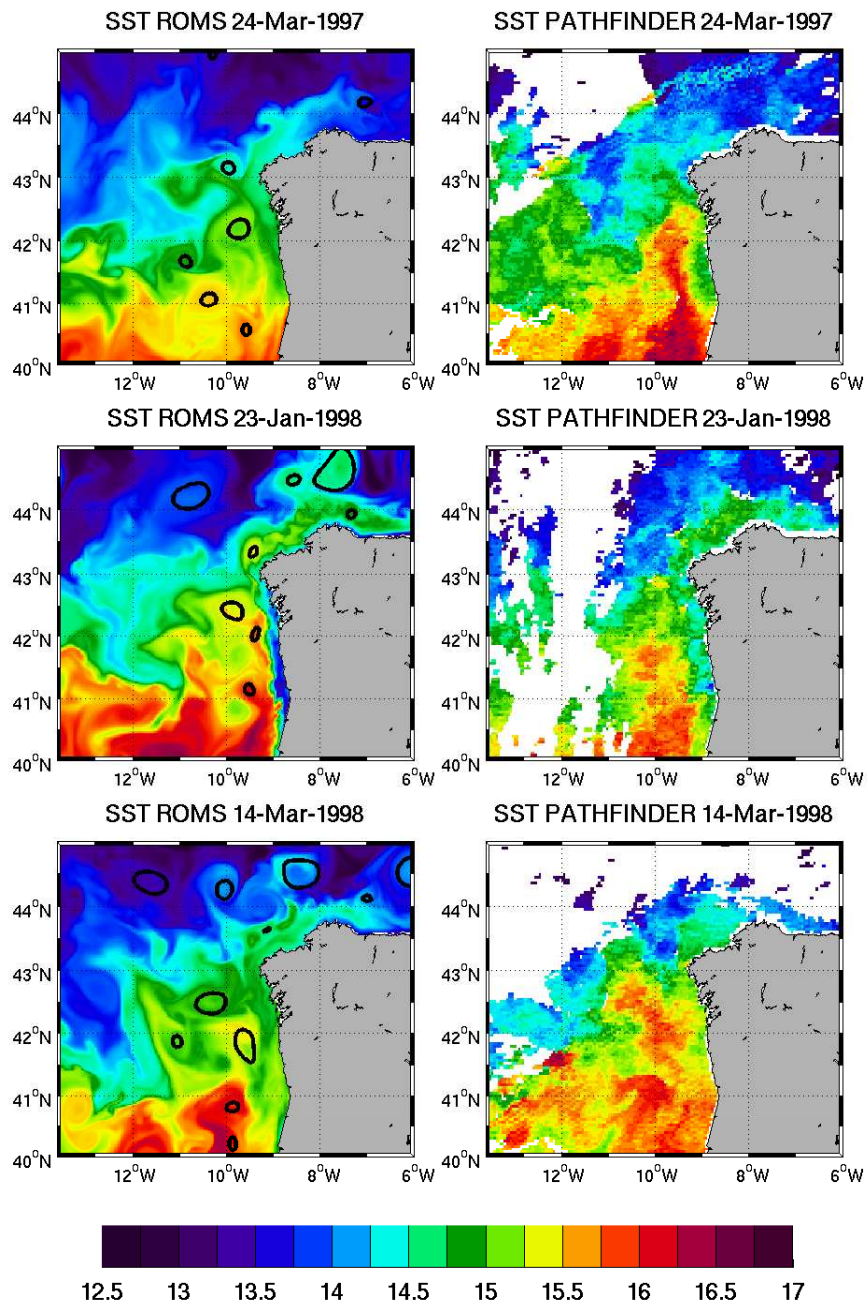 SST ROMS 24-Mar-1997 SST PATHFINDER 24-Mar-1997
44°N 44°N
43°N 43°N
42°N 42°N
41°N 41°N
40°N 40°N
12°W 10°W 8°W 6°W 12°W 10°W 8°W 6°W
SST ROMS 23-Jan-1998 SST PATHFINDER 23-Jan-1998
44°N 44°N
43°N 43°N
42°N 42°N
41°N 41°N
40°N 40°N
12°W 10°W 8°W 6°W 12°W 10°W 8°W 6°W
SST ROMS 14-Mar-1998 SST PATHFINDER 14-Mar-1998
44°N 44°N
43°N 43°N
42°N 42°N
41°N 41°N
40°N 40°N
12°W 10°W 8°W 6°W 12°W 10°W 8°W 6°W
12.5 13 13.5 14 14.5 15 15.5 16 16.5 17